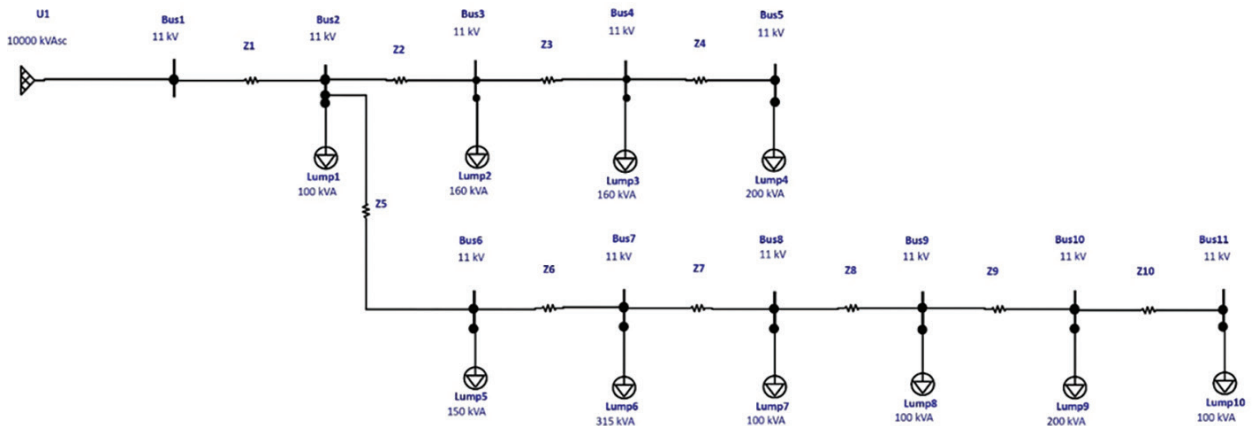 U1
10000 kVAsc
Bus1
11 kV
Z1
Bus2
11 kV
Z2
Bus3
11 kV
Z3
Bus4
11 kV
Z4
Bus5
11 kV
Lump1
100 kVA
Lump2
160 kVA
Lump3
160 kVA
Lump4
200 kVA
Z5
Bus6
11 kV
Z6
Bus7
11 kV
Z7
Bus8
11 kV
Z8
Bus9
11 kV
Z9
Bus10
11 kV
Z10
Bus11
11 kV
Lump5
150 kVA
Lump6
315 kVA
Lump7
100 kVA
Lump8
100 kVA
Lump9
200 kVA
Lump10
100 kVA